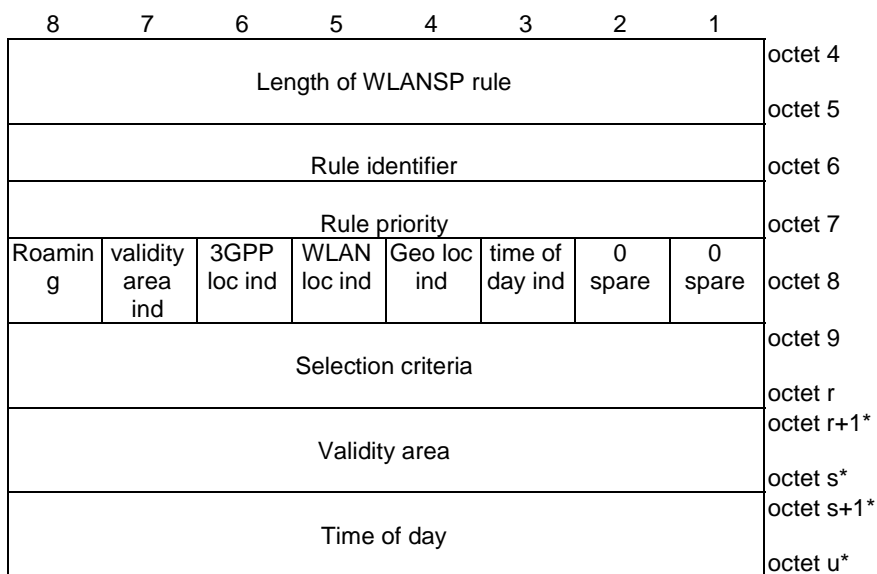 8 7 6 5 4 3 2 1
octet 4
Length of WLANSP rule
octet 5
Rule identifier octet 6
Rule priority octet 7
Roamin validity 3GPP WLAN Geo loc time of 0 0
g area loc ind loc ind ind day ind spare spare octet 8
ind
octet 9
Selection criteria
octet r
octet r+1*
Validity area
octet s*
octet s+1*
Time of day
octet u*